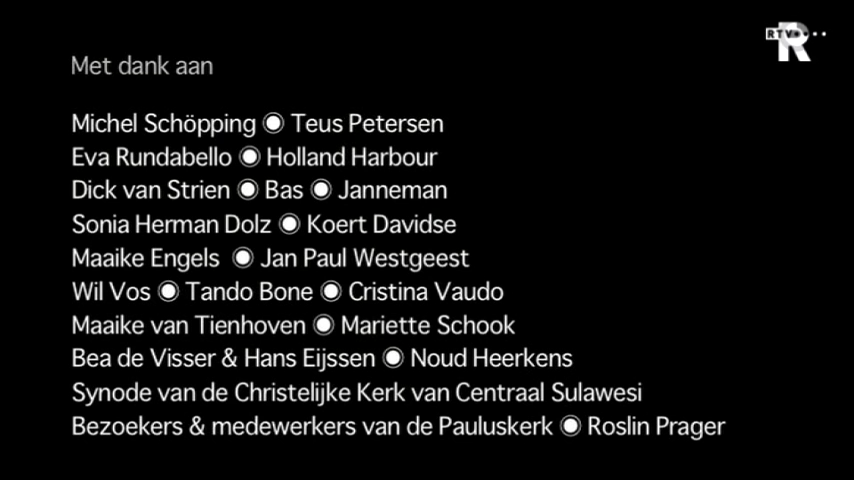 RTV R
Met dank aan
Michel Schöpping ◉ Teus Petersen
Eva Rundabello ◉ Holland Harbour
Dick van Strien ◉ Bas ◉ Janneman
Sonia Herman Dolz ◉ Koert Davidse
Maaike Engels ◉ Jan Paul Westgeest
Wil Vos ◉ Tando Bone ◉ Cristina Vaudo
Maaike van Tienhoven ◉ Mariette Schook
Bea de Visser & Hans Eijssen ◉ Noud Heerkens
Synode van de Christelijke Kerk van Centraal Sulawesi
Bezoekers & medewerkers van de Pauluskerk ◉ Roslin Prager